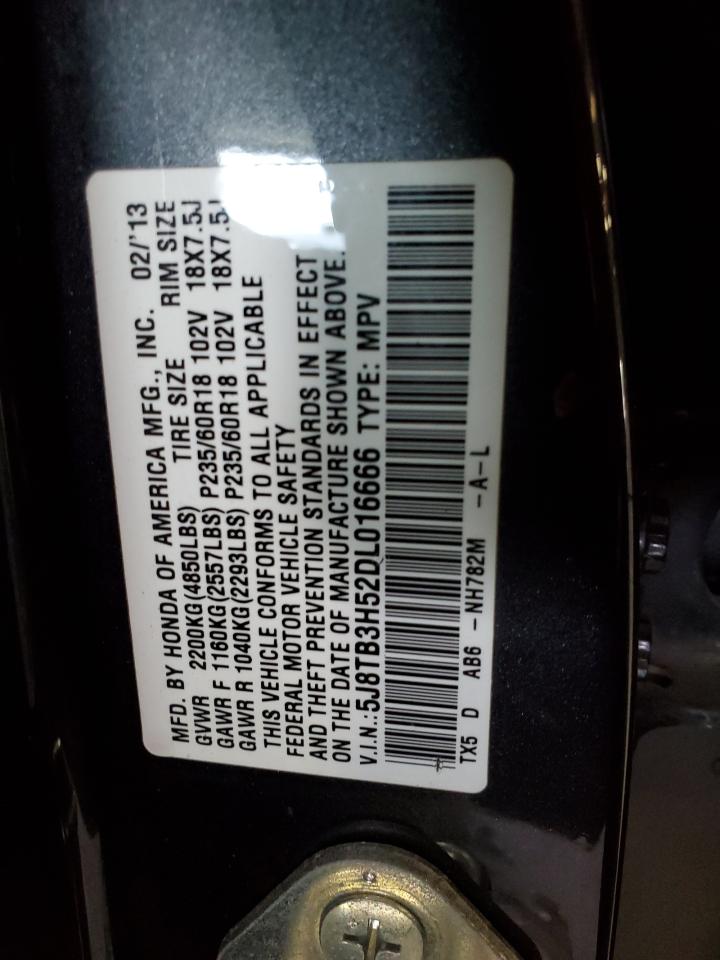 MFD. BY HONDA OF AMERICA MFG., INC. 02/'13
GVWR 2200KG(4850LBS) TIRE SIZE RIM SIZE
GAWR F 1160KG(2557LBS) P235/60R18 102V 18X7.5J
GAWR R 1040KG(2293LBS) P235/60R18 102V 18X7.5J
THIS VEHICLE CONFORMS TO ALL APPLICABLE
FEDERAL MOTOR VEHICLE SAFETY
AND THEFT PREVENTION STANDARDS IN EFFECT
ON THE DATE OF MANUFACTURE SHOWN ABOVE.
V.I.N.:5J8TB3H52DL016666 TYPE: MPV
TX5 D AB6 -NH782M -A-L